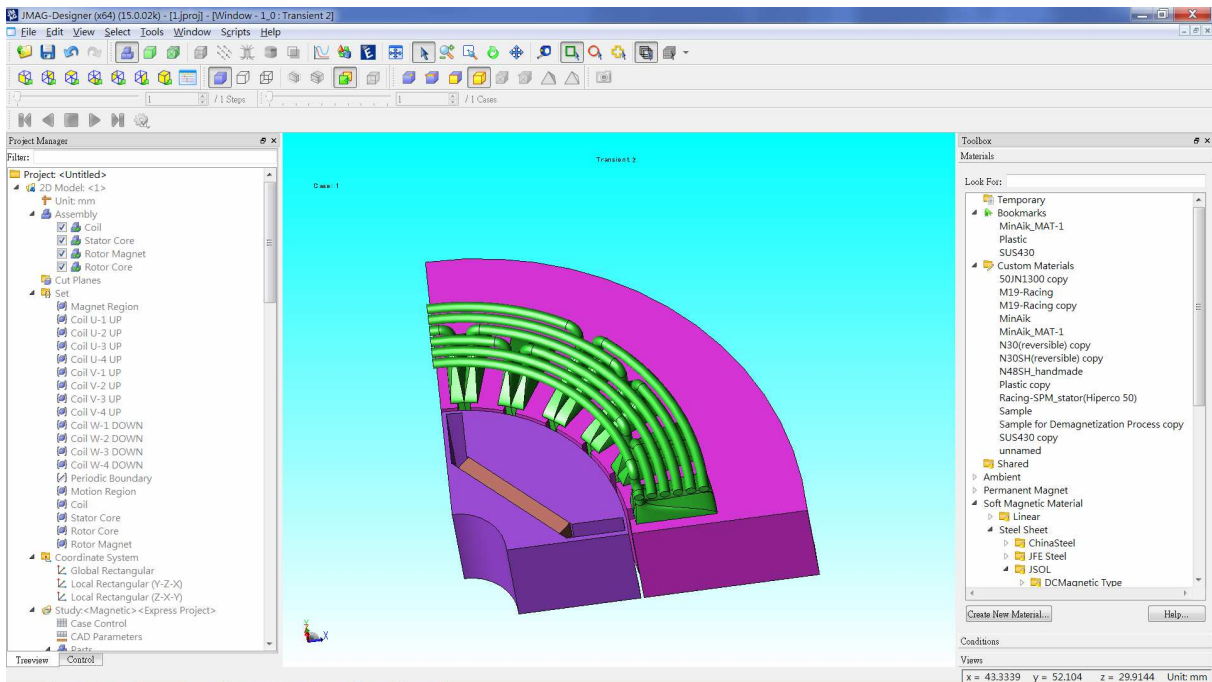 JMAG-Designer (x64) (15.0.02k) - [1.jproj] - [Window - 1_0 : Transient 2]
File Edit View Select Tools Window Scripts Help
1 / 1 Steps 1 / 1 Cases
Project Manager
Filter:
Project: <Untitled>
2D Model: <1>
Unit: mm
Assembly
Coil
Stator Core
Rotor Magnet
Rotor Core
Cut Planes
Set
Magnet Region
Coil U-1 UP
Coil U-2 UP
Coil U-3 UP
Coil U-4 UP
Coil V-1 UP
Coil V-2 UP
Coil V-3 UP
Coil V-4 UP
Coil W-1 DOWN
Coil W-2 DOWN
Coil W-3 DOWN
Coil W-4 DOWN
Periodic Boundary
Motion Region
Coil
Stator Core
Rotor Core
Rotor Magnet
Coordinate System
Global Rectangular
Local Rectangular (Y-Z-X)
Local Rectangular (Z-X-Y)
Study:<Magnetic><Express Project>
Case Control
CAD Parameters
Parts
Treeview Control
Transient 2
Case: 1
X
Toolbox
Materials
Look For:
Temporary
Bookmarks
MinAik_MAT-1
Plastic
SUS430
Custom Materials
50JN1300 copy
M19-Racing
M19-Racing copy
MinAik
MinAik_MAT-1
N30(reversible) copy
N30SH(reversible) copy
N48SH_handmade
Plastic copy
Racing-SPM_stator(Hiperco 50)
Sample
Sample for Demagnetization Process copy
SUS430 copy
unnamed
Shared
Ambient
Permanent Magnet
Soft Magnetic Material
Linear
Steel Sheet
ChinaSteel
JFE Steel
JSOL
DCMagnetic Type
Create New Material... Help...
Conditions
Views
x = 43.3339 y = 52.104 z = 29.9144 Unit: mm